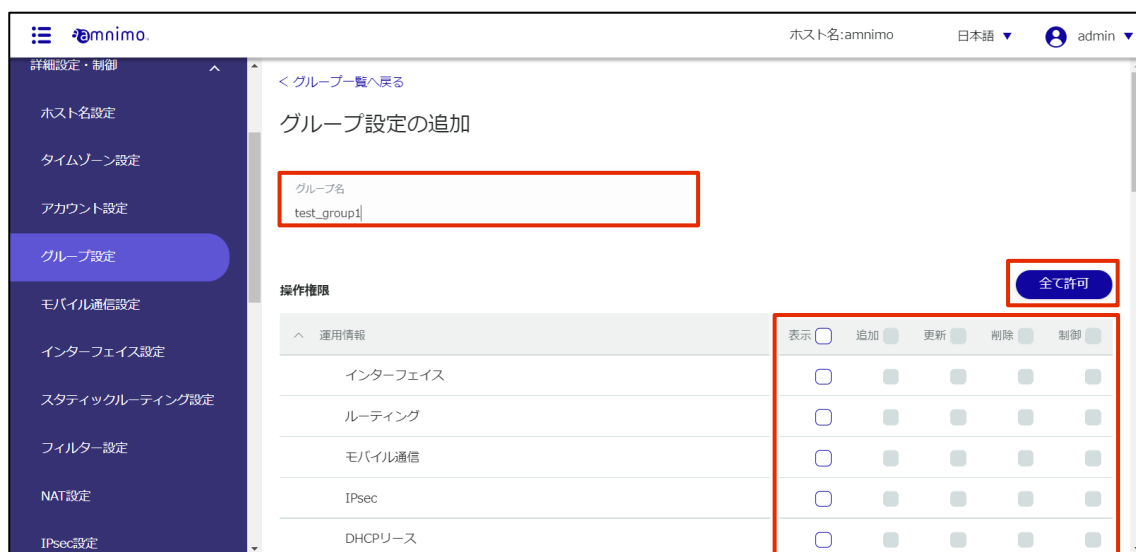 amnimo.
ホスト名:amnimo
日本語 ▼
admin ▼
詳細設定・制御
ホスト名設定
タイムゾーン設定
アカウント設定
グループ設定
モバイル通信設定
インターフェイス設定
スタティックルーティング設定
フィルター設定
NAT設定
IPsec設定
< グループ一覧へ戻る
グループ設定の追加
グループ名
test_group1
操作権限
全て許可
運用情報 表示 追加 更新 削除 制御
インターフェイス
ルーティング
モバイル通信
IPsec
DHCPリース